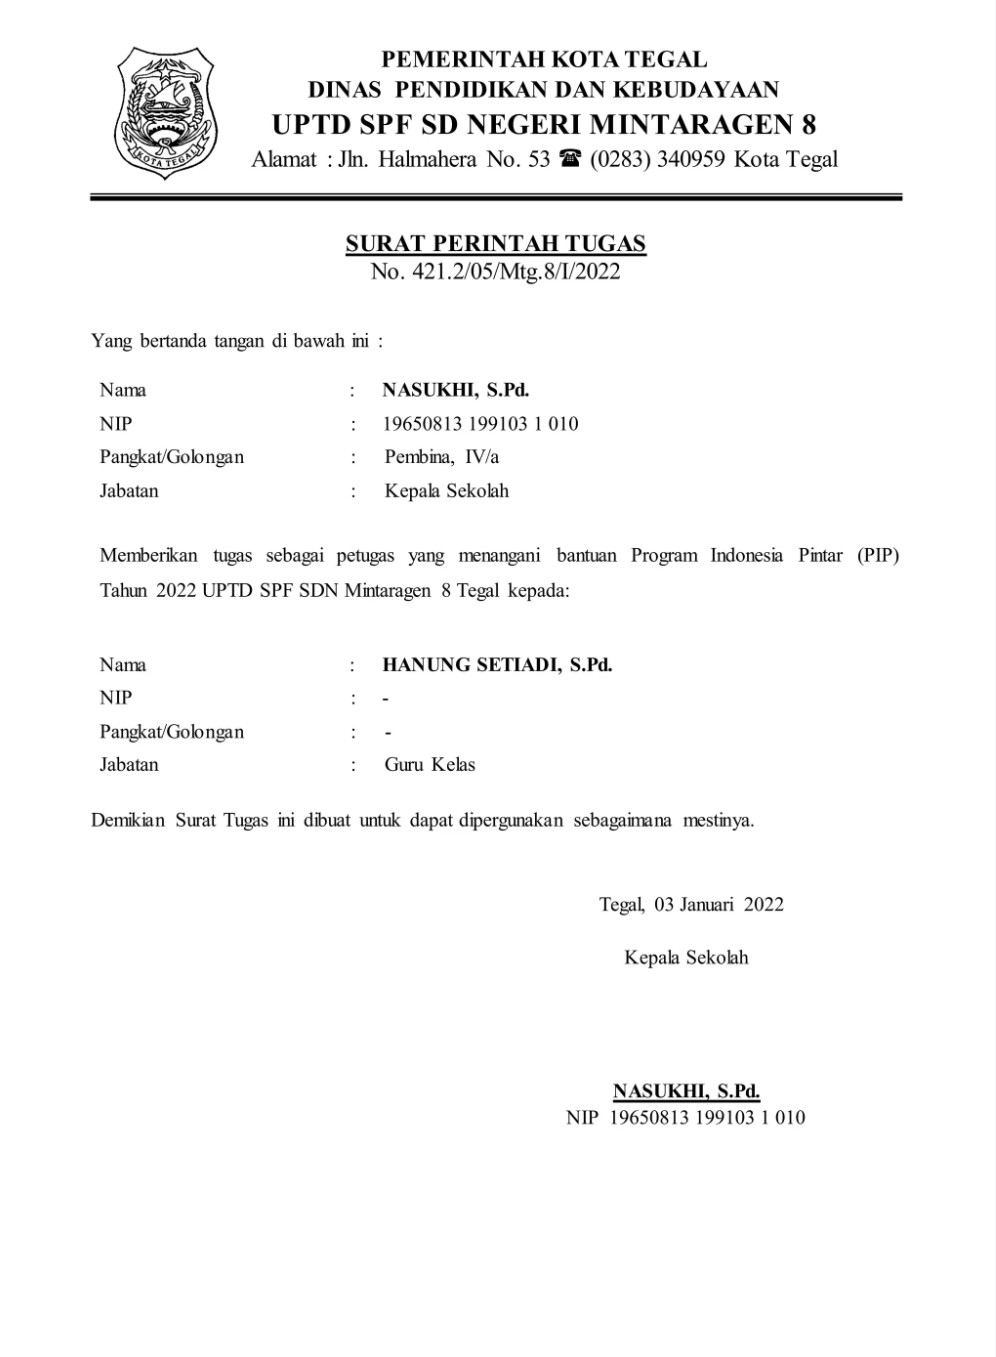 PEMERINTAH KOTA TEGAL
DINAS PENDIDIKAN DAN KEBUDAYAAN
UPTD SPF SD NEGERI MINTARAGEN 8
Alamat : Jln. Halmahera No. 53 ☎ (0283) 340959 Kota Tegal
KOTA TEGAL
SURAT PERINTAH TUGAS
No. 421.2/05/Mtg.8/I/2022
Yang bertanda tangan di bawah ini :
Nama : NASUKHI, S.Pd.
NIP : 19650813 199103 1 010
Pangkat/Golongan : Pembina, IV/a
Jabatan : Kepala Sekolah
Memberikan tugas sebagai petugas yang menangani bantuan Program Indonesia Pintar (PIP)
Tahun 2022 UPTD SPF SDN Mintaragen 8 Tegal kepada:
Nama : HANUNG SETIADI, S.Pd.
NIP : -
Pangkat/Golongan : -
Jabatan : Guru Kelas
Demikian Surat Tugas ini dibuat untuk dapat dipergunakan sebagaimana mestinya.
Tegal, 03 Januari 2022
Kepala Sekolah
NASUKHI, S.Pd.
NIP 19650813 199103 1 010